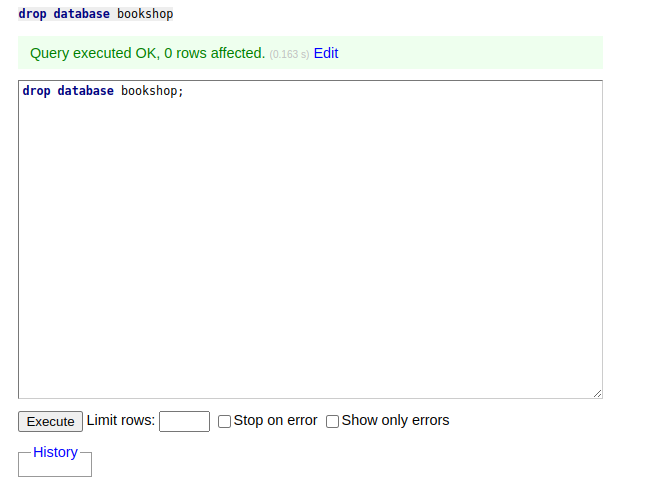 drop database bookshop
Query executed OK, 0 rows affected. (0.163 s) Edit
drop database bookshop;
Execute Limit rows: Stop on error Show only errors
History